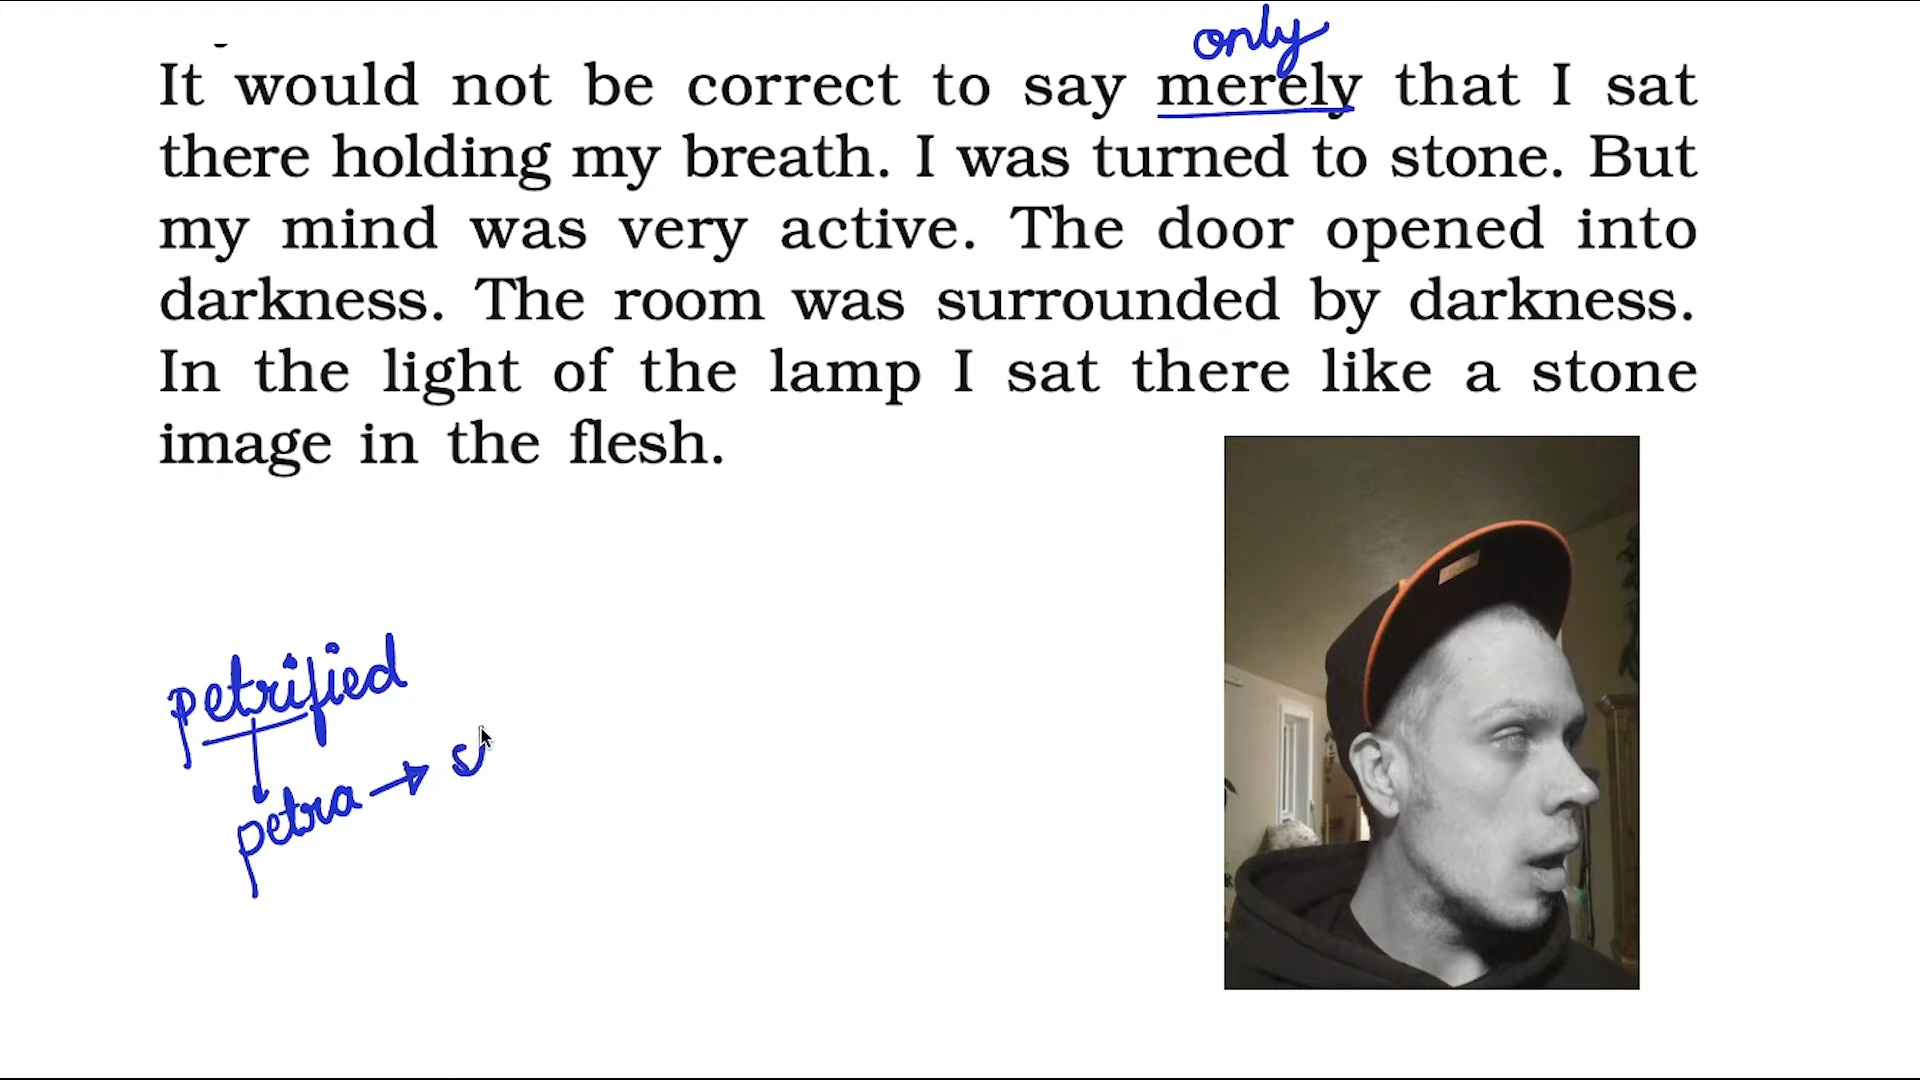 only
It would not be correct to say merely that I sat
there holding my breath. I was turned to stone. But
my mind was very active. The door opened into
darkness. The room was surrounded by darkness.
In the light of the lamp I sat there like a stone
image in the flesh.
petrified
petra → s